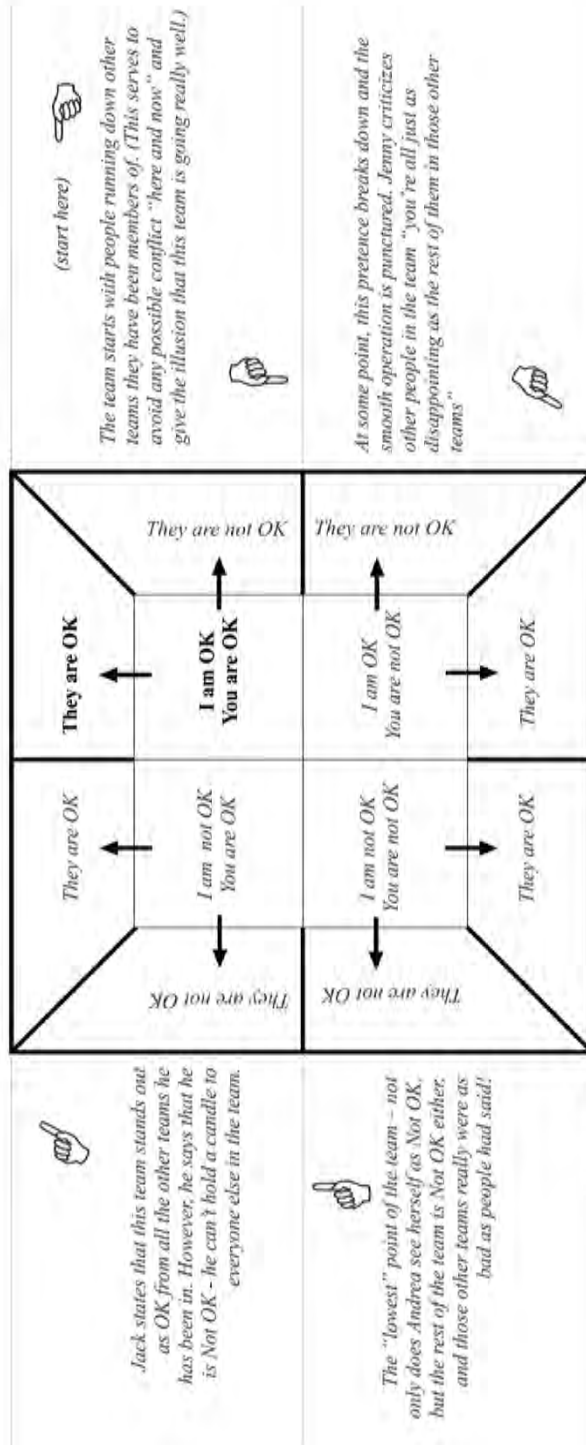 (start here)
The team starts with people running down other
teams they have been members of. (This serves to
avoid any possible conflict "here and now" and
give the illusion that this team is going really well.)
At some point, this pretence breaks down and the
smooth operation is punctured. Jenny criticizes
other people in the team "you're all just as
disappointing as the rest of them in those other
teams"
They are OK
They are OK
They are not OK
I am not OK
You are OK
I am OK
You are OK
They are not OK
They are not OK
I am not OK
You are not OK
I am OK
You are not OK
They are not OK
They are OK
They are OK
Jack states that this team stands out
as OK from all the other teams he
has been in. However, he says that he
is Not OK - he can't hold a candle to
everyone else in the team.
The "lowest" point of the team – not
only does Andrea see herself as Not OK,
but the rest of the team is Not OK either,
and those other teams really were as
bad as people had said!